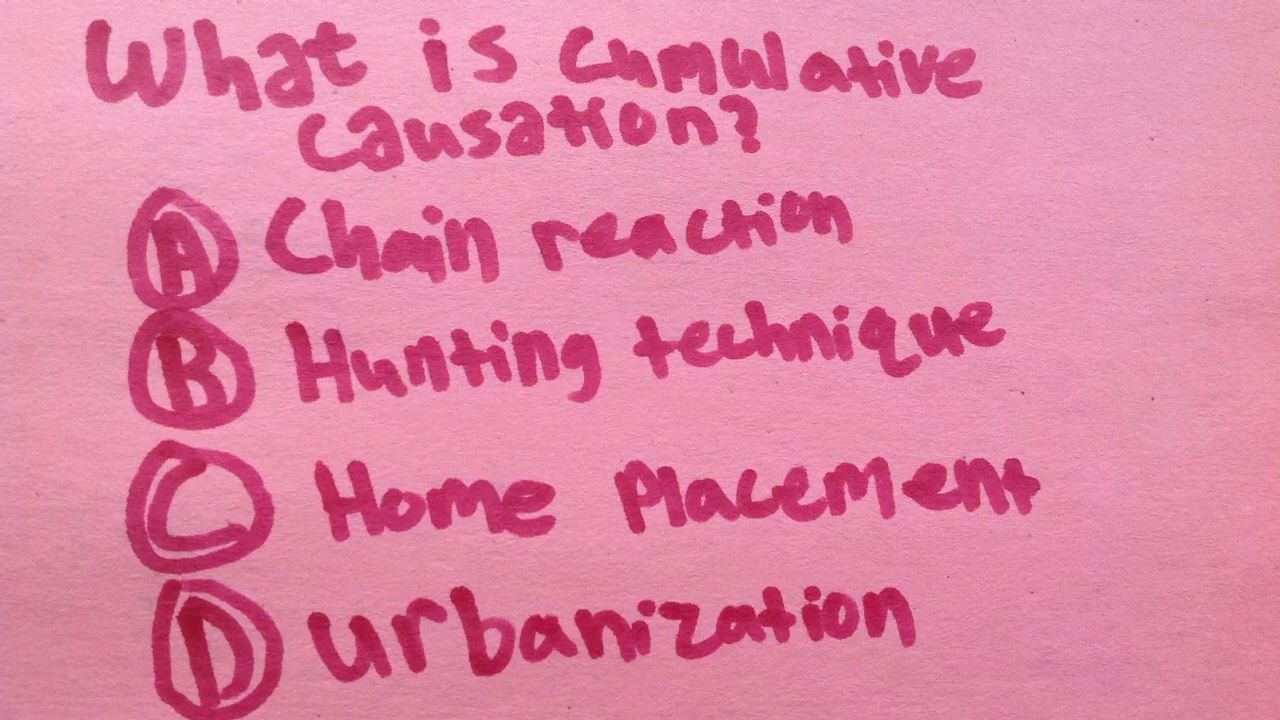 What is Cumulative
Causation?
A Chain reaction
B Hunting technique
C Home Placement
D Urbanization